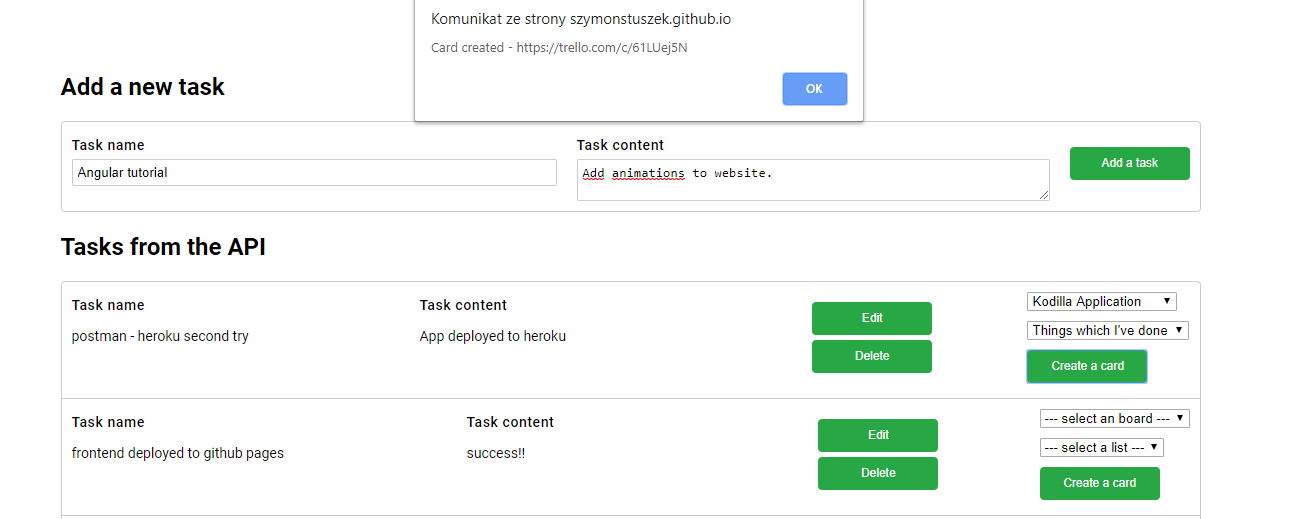 Komunikat ze strony szymonstuszek.github.io
Card created - https://trello.com/c/61LUej5N
OK
Add a new task
Task name
Task content
Angular tutorial
Add animations to website.
Add a task
Tasks from the API
Task name
Task content
postman - heroku second try
App deployed to heroku
Edit
Delete
Kodilla Application
Things which I've done
Create a card
Task name
Task content
frontend deployed to github pages
success!!
Edit
Delete
--- select an board ---
--- select a list ---
Create a card